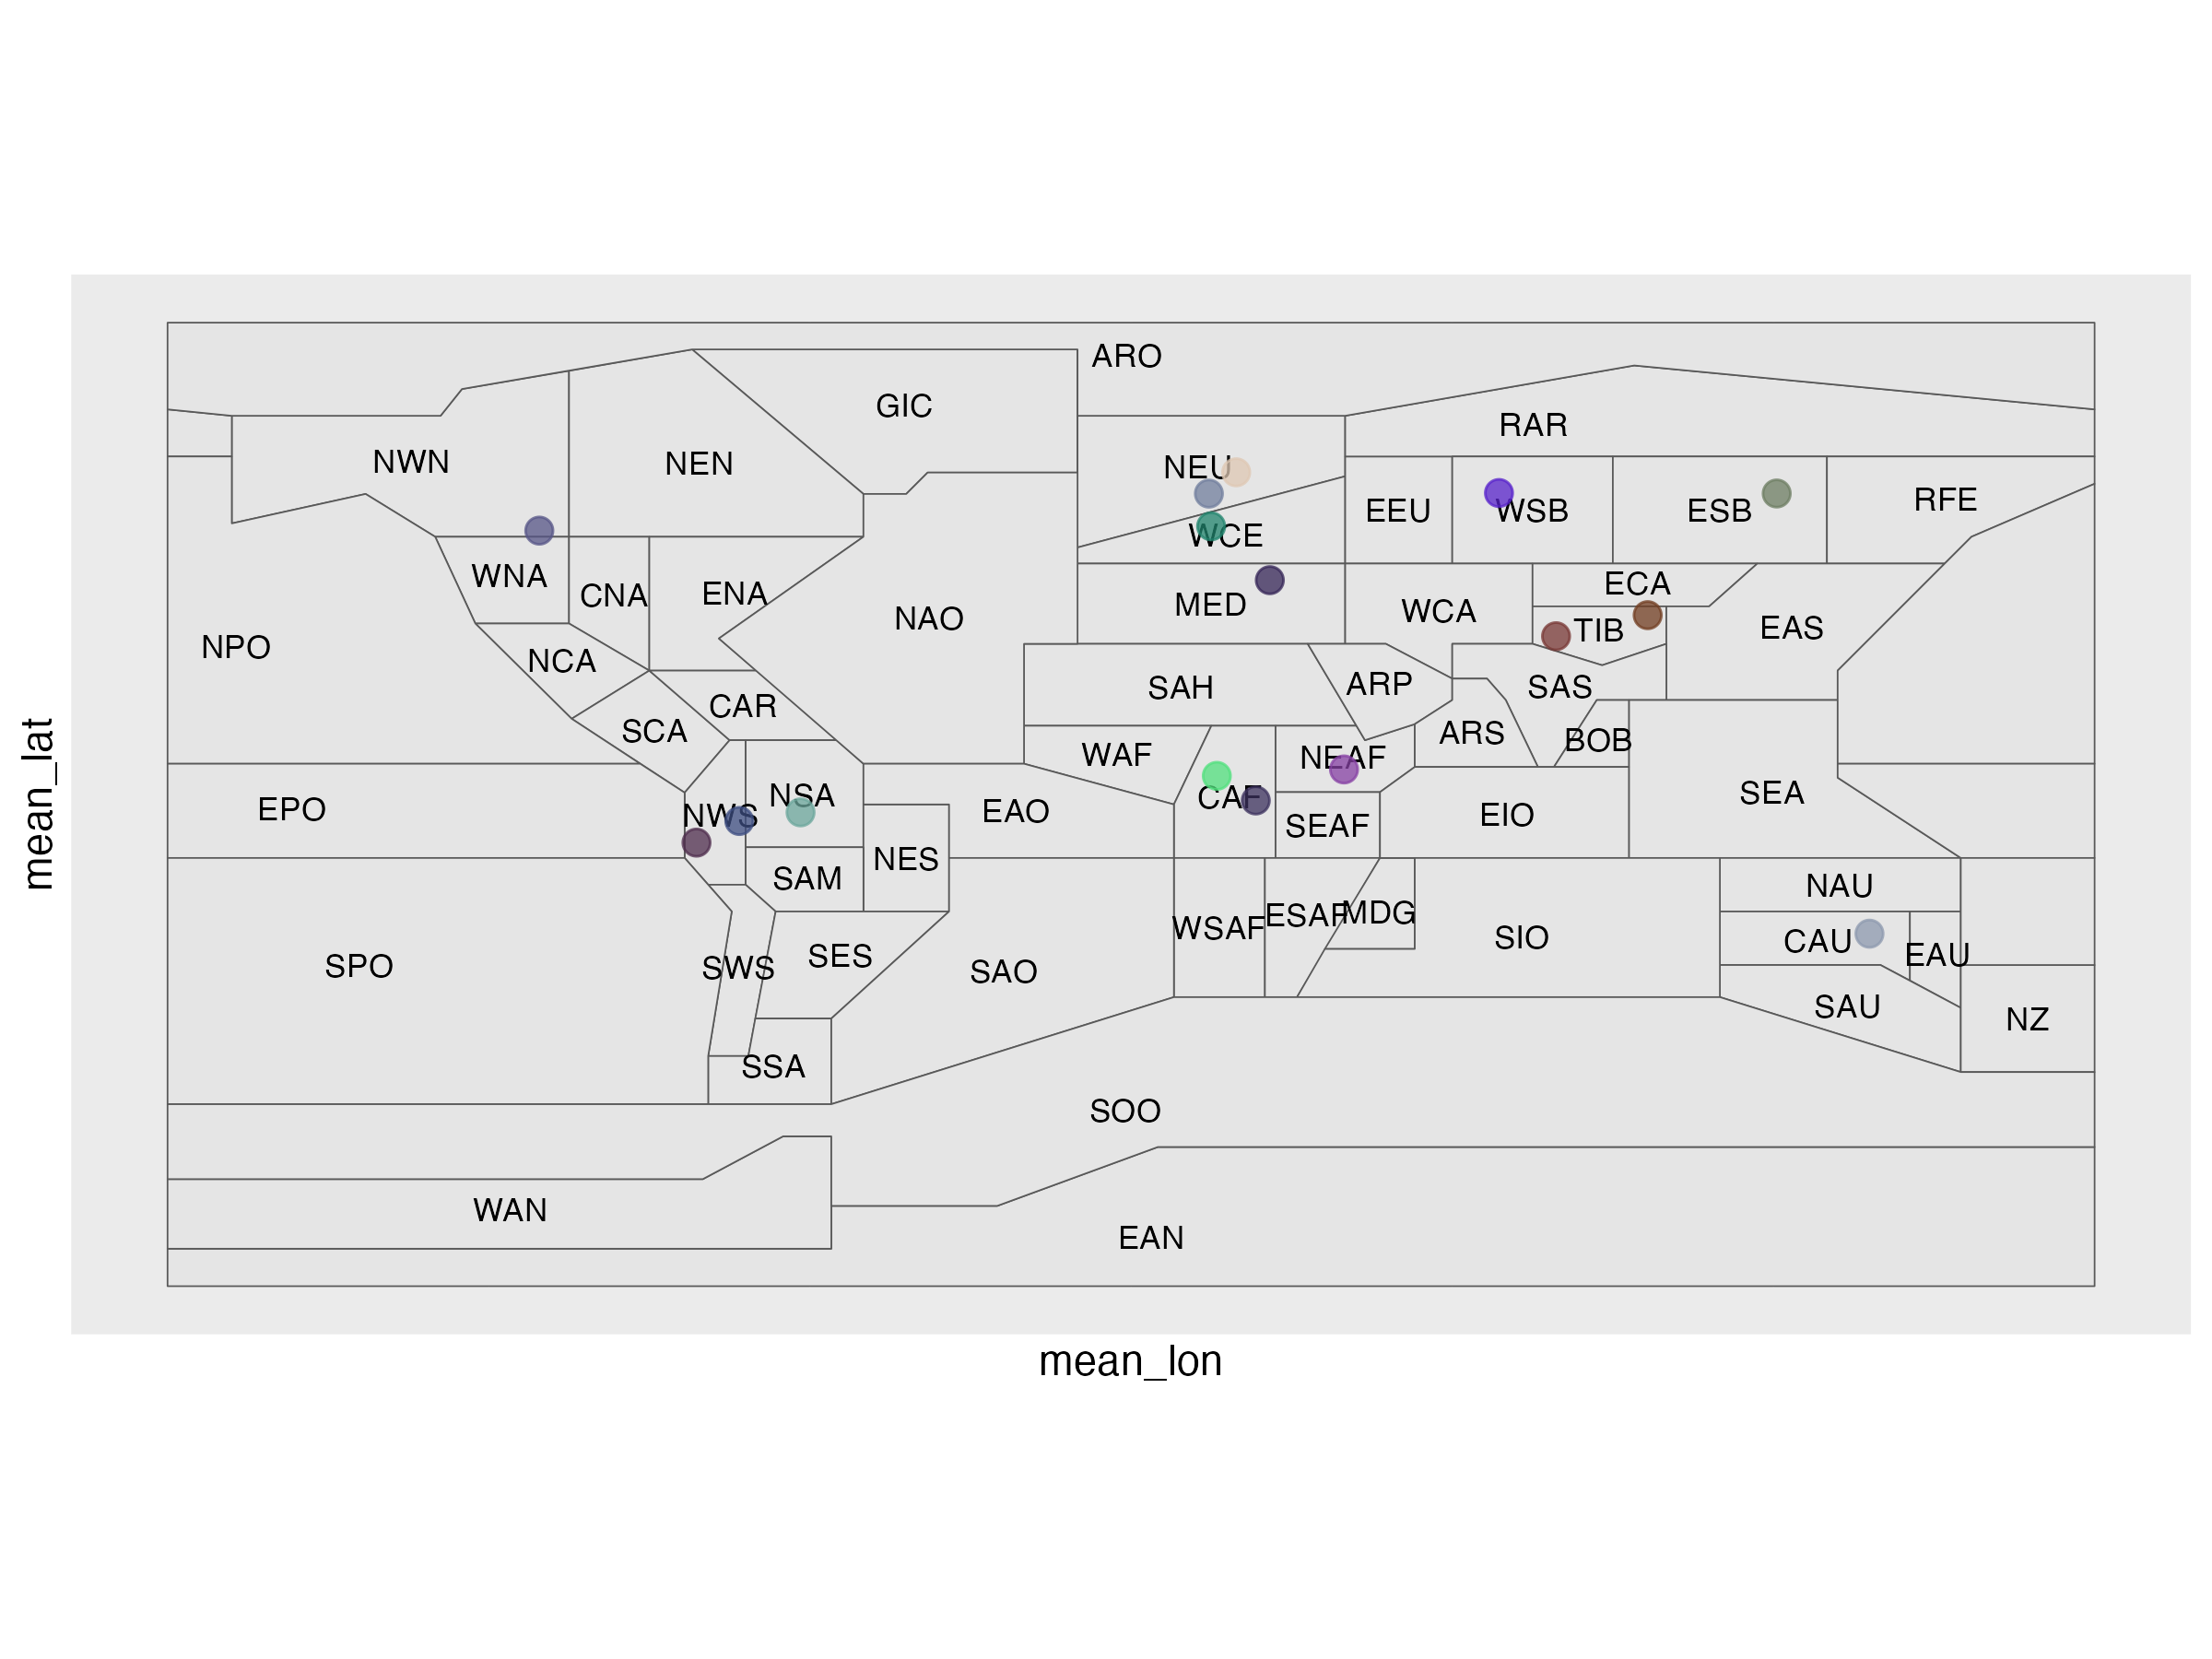 ARO
GIC
RAR
NWN
NEN
NEU
EEU
WSB
ESB
RFE
WCE
WNA
CNA
ENA
NAO
MED
WCA
ECA
TIB
EAS
NPO
NCA
SAH
ARP
SAS
CAR
SCA
WAF
NEAF
ARS
BOB
EPO
NWS
NSA
EAO
CAF
SEAF
EIO
SEA
NES
SAM
NAU
SPO
SWS
SES
SAO
WSAF
ESAF
MDG
SIO
CAU
EAU
SAU
NZ
SSA
SOO
WAN
EAN
mean_lat
mean_lon